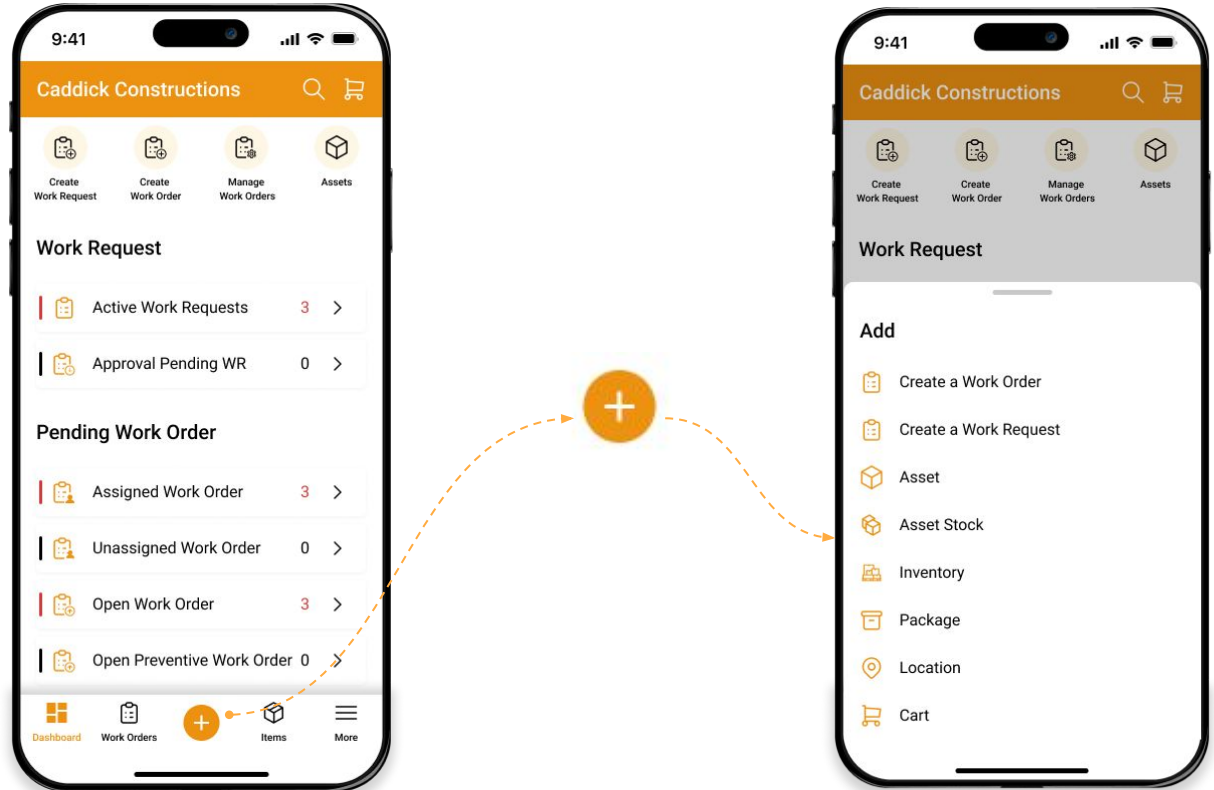 9:41
Caddick Constructions
Create
Work Request
Create
Work Order
Manage
Work Orders
Assets
Work Request
Active Work Requests 3
Approval Pending WR 0
Pending Work Order
Assigned Work Order 3
Unassigned Work Order 0
Open Work Order 3
Open Preventive Work Order 0
Dashboard
Work Orders
Items
More
9:41
Caddick Constructions
Create
Work Request
Create
Work Order
Manage
Work Orders
Assets
Work Request
Add
Create a Work Order
Create a Work Request
Asset
Asset Stock
Inventory
Package
Location
Cart